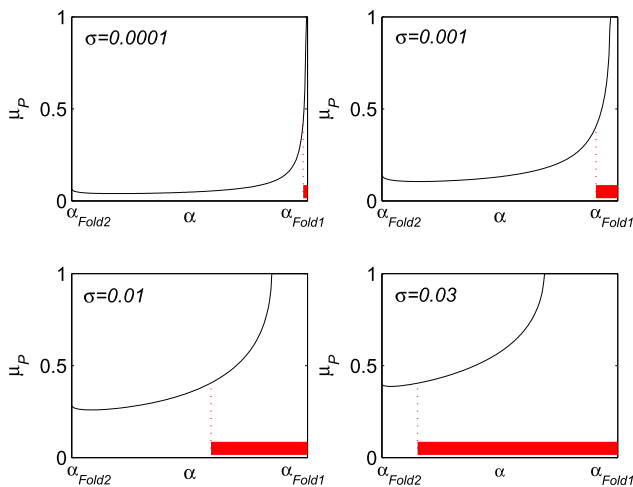 1
σ=0.0001
μP
0.5
0
αFold2
α
αFold1
1
σ=0.001
μP
0.5
0
αFold2
α
αFold1
1
σ=0.01
μP
0.5
0
αFold2
α
αFold1
1
σ=0.03
μP
0.5
0
αFold2
α
αFold1